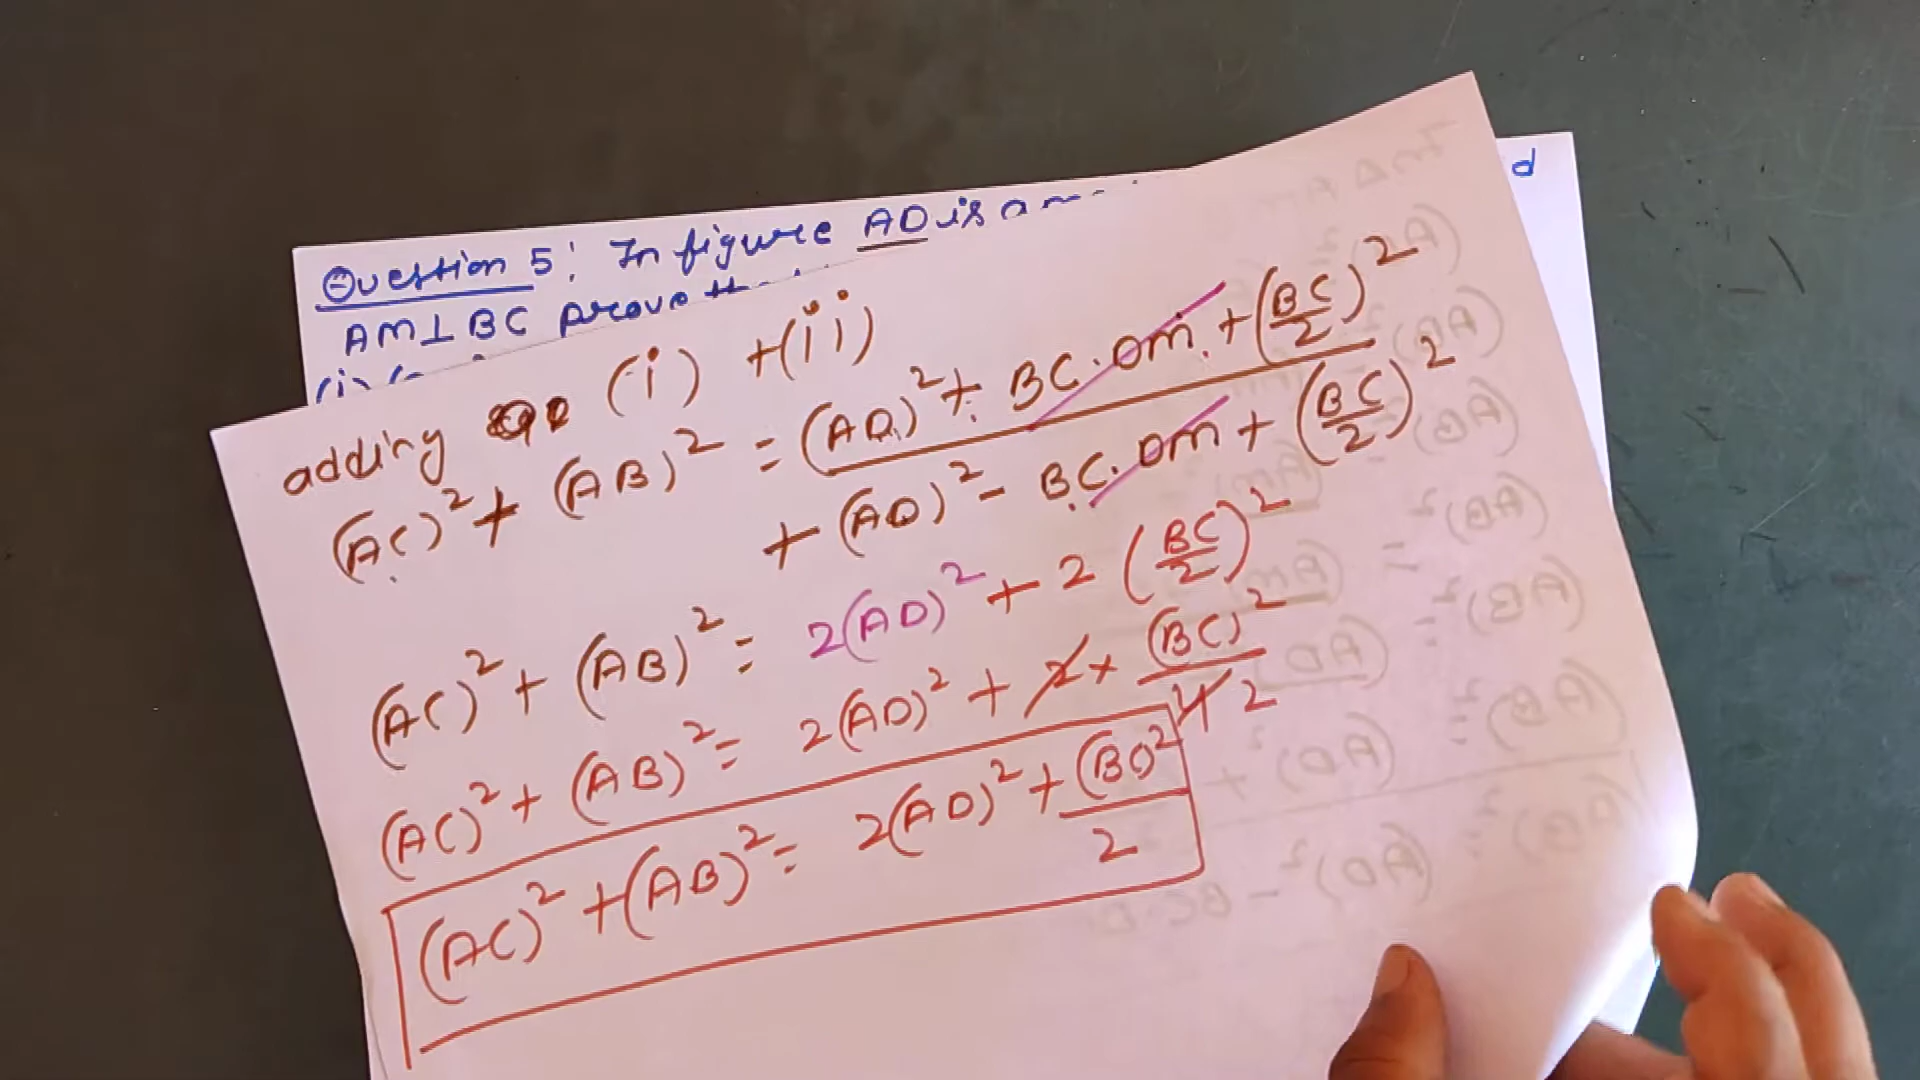 d
Question 5: In figure AD is a
AM⊥BC prove
(i)
adding (i) +(ii)
(AC)² + (AB)² = (AD)² + BC·DM + (BC/2)²
+ (AD)² - BC·DM + (BC/2)²
(AC)² + (AB)² = 2(AD)² + 2 (BC/2)²
(AC)² + (AB)² = 2(AD)² + 2 × (BC)²/4 2
(AC)² + (AB)² = 2(AD)² + (BC)²/2